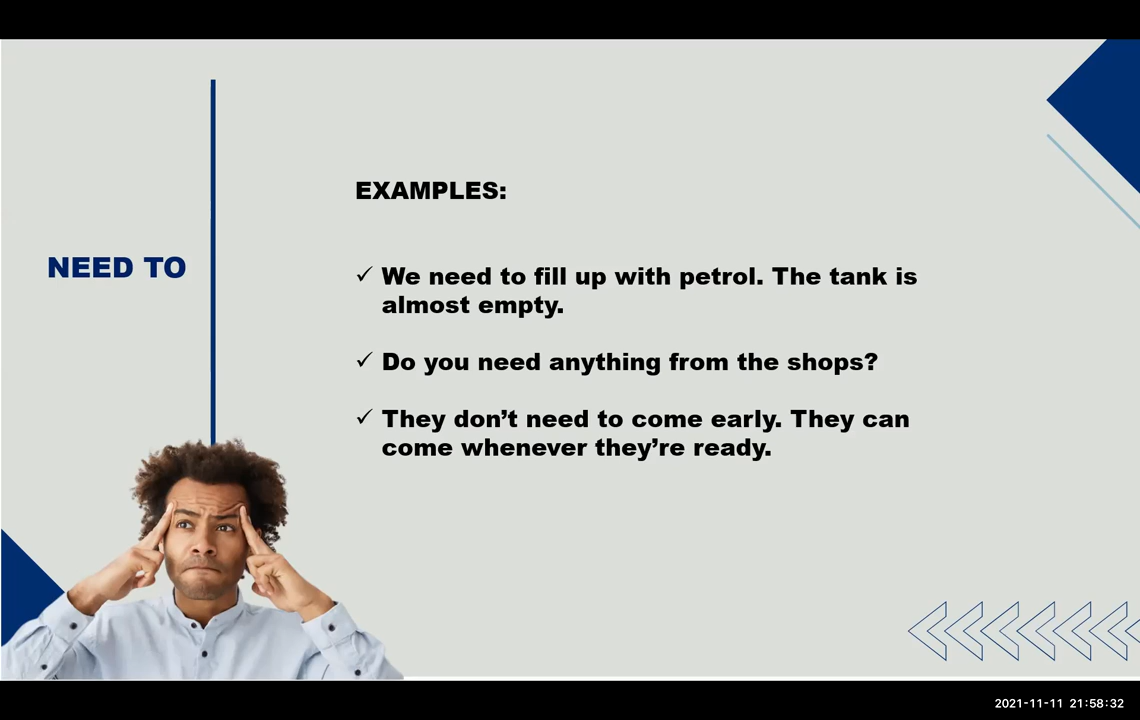 EXAMPLES:
NEED TO
✓ We need to fill up with petrol. The tank is
almost empty.
✓ Do you need anything from the shops?
✓ They don’t need to come early. They can
come whenever they’re ready.
2021-11-11 21:58:32